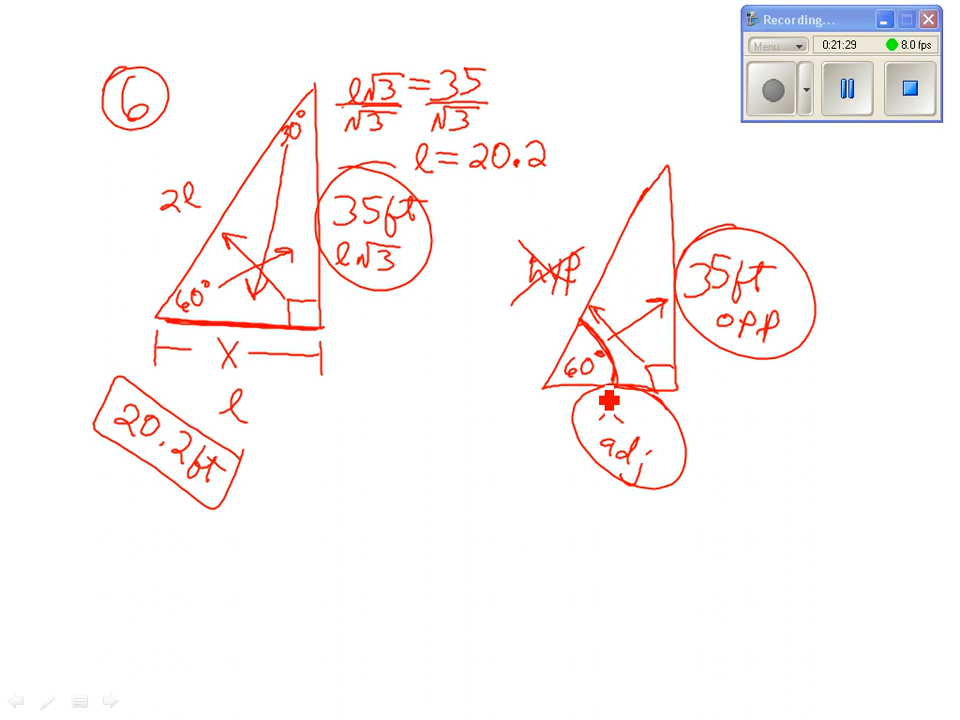 Recording...
Menu
0:21:29
8.0 fps
6
l√3 = 35
√3 √3
l = 20.2
30°
2l
35ft
l√3
60°
X
l
20.2ft
hyp
35ft
opp
60°
adj